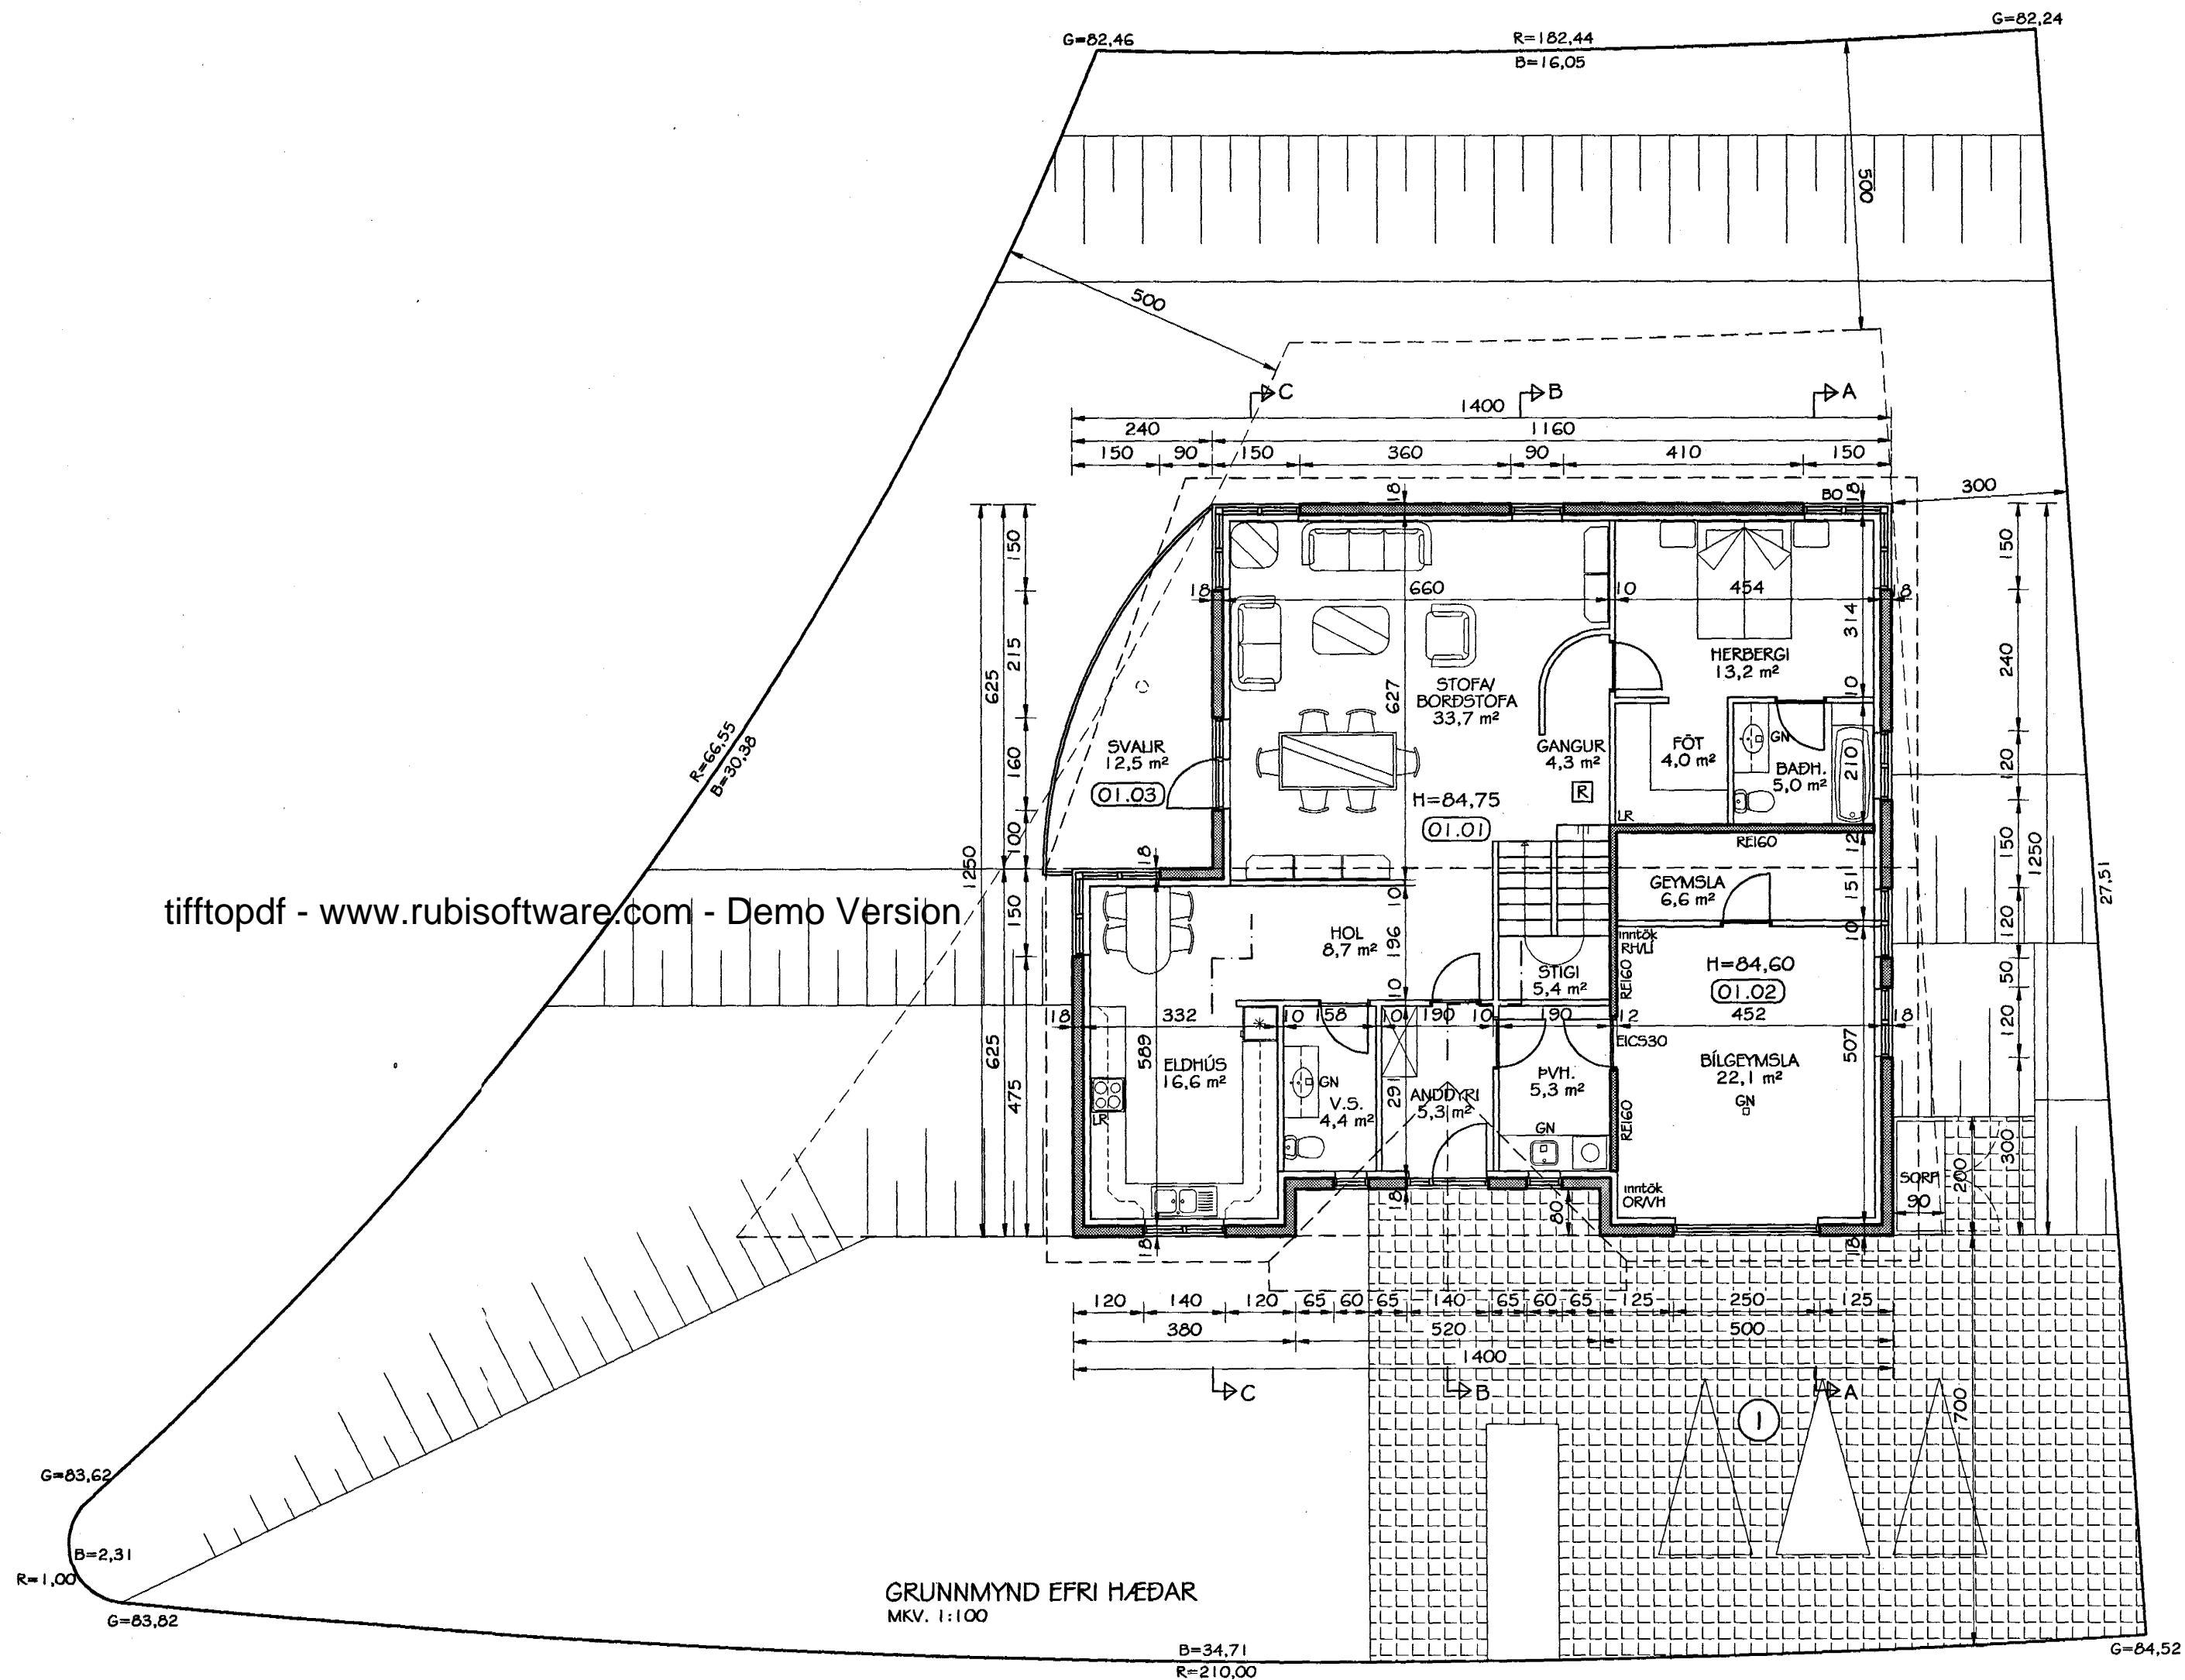 G=82,46
R=182,44
B=16,05
G=82,24
500
500
C
B
A
1400
240
1160
150
90
150
360
90
410
150
300
18
BO
18
150
150
18
660
10
454
18
314
240
215
625
627
HERBERGI
13,2 m²
STOFA/
BORÐSTOFA
33,7 m²
10
R=66,55
B=30,38
SVALIR
12,5 m²
01.03
160
GANGUR
4,3 m²
R
FÖT
4,0 m²
GN
BAÐH.
5,0 m²
210
120
H=84,75
01.01
LR
100
REI60
12
150
1250
1250
18
27,51
tifftopdf - www.rubisoftware.com - Demo Version
150
GEYMSLA
6,6 m²
151
120
10
HOL
8,7 m²
196
inntök
RH/LÍ
10
STIGI
5,4 m²
REI60
H=84,60
01.02
50
10
18
332
10
158
10
190
10
190
12
452
18
120
625
589
475
EICS30
507
ELDHÚS
16,6 m²
GN
V.S.
4,4 m²
291
ANDDYRI
5,3 m²
ÞVH.
5,3 m²
BÍLGEYMSLA
22,1 m²
GN
LR
GN
REI60
300
200
SORP
90
inntök
OR/VH
18
80
18
18
120
140
120
65
60
65
140
65
60
65
125
250
125
380
520
500
1400
C
B
A
1
700
G=83,62
B=2,31
R=1,00
G=83,82
GRUNNMYND EFRI HÆÐAR
MKV. 1:100
B=34,71
R=210,00
G=84,52